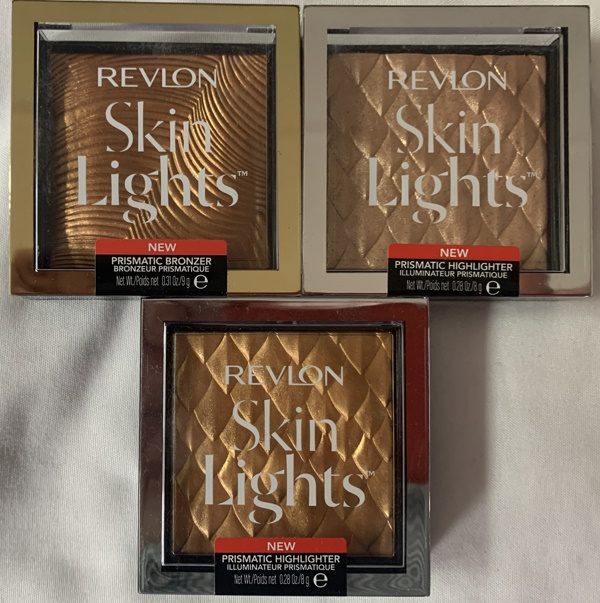 REVLON
Skin
Lights™
NEW
PRISMATIC BRONZER
BRONZEUR PRISMATIQUE
Net Wt./Poids net 0.31 Oz/9 g ℮
REVLON
Skin
Lights™
NEW
PRISMATIC HIGHLIGHTER
ILLUMINATEUR PRISMATIQUE
Net Wt./Poids net 0.28 Oz/8 g ℮
REVLON
Skin
Lights™
NEW
PRISMATIC HIGHLIGHTER
ILLUMINATEUR PRISMATIQUE
Net Wt./Poids net 0.28 Oz/8 g ℮